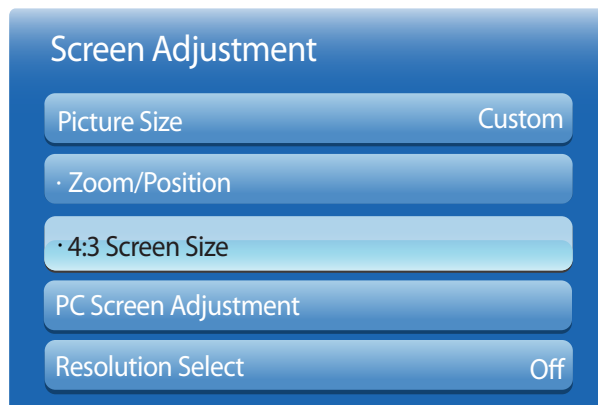 Screen Adjustment
Picture Size Custom
· Zoom/Position
· 4:3 Screen Size
PC Screen Adjustment
Resolution Select Off